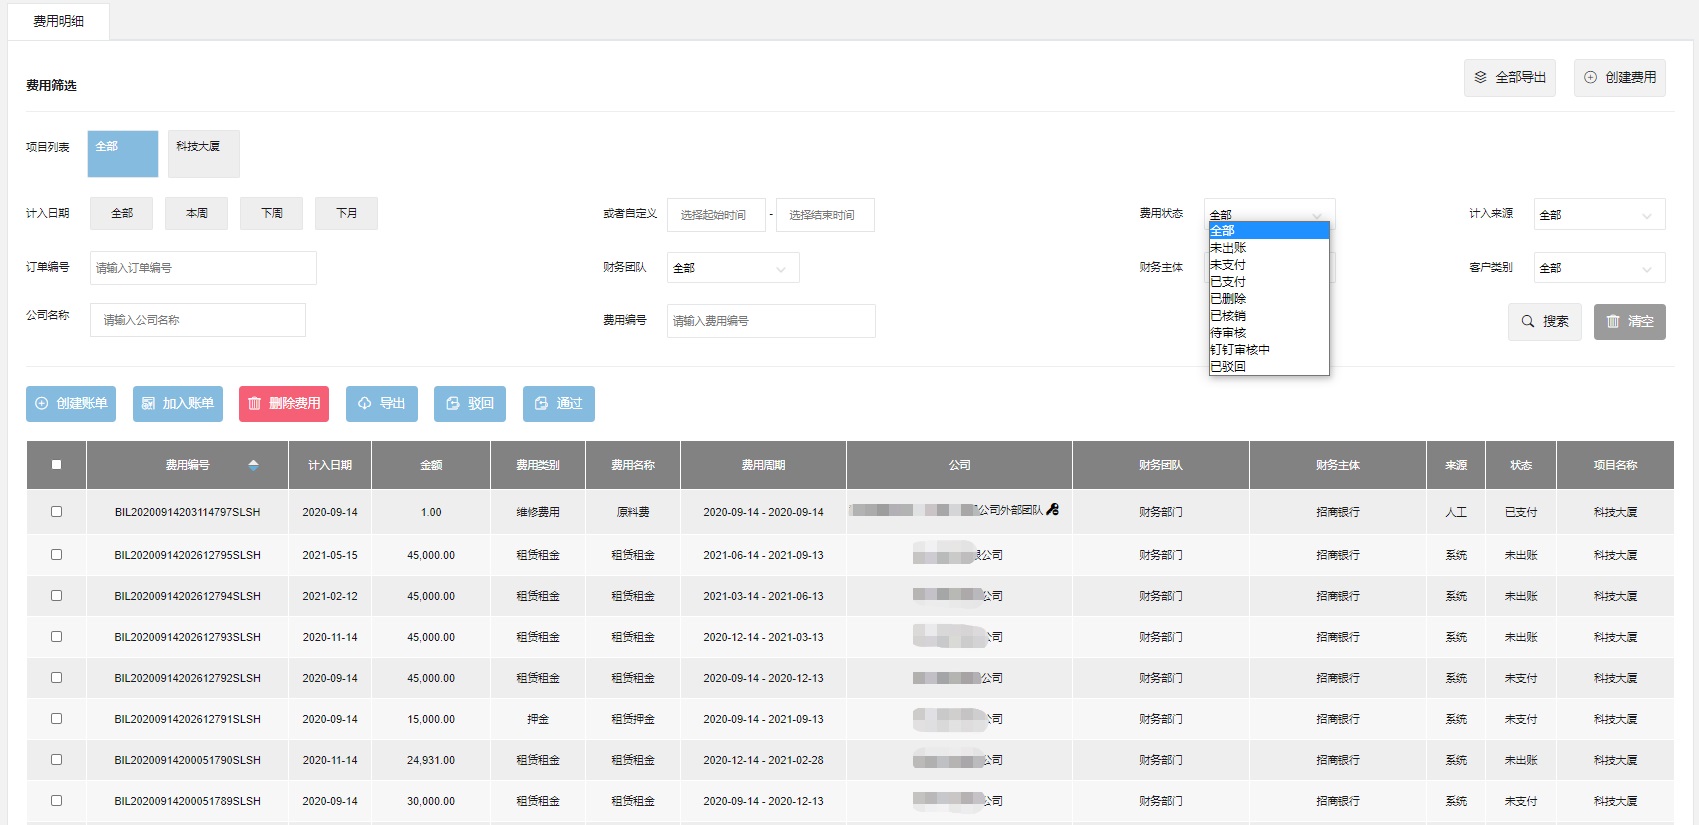 费用明细
费用筛选
全部导出 创建费用
项目列表 全部 科技大厦
计入日期 全部 本周 下周 下月 或者自定义 选择起始时间 - 选择结束时间 费用状态 全部 计入来源 全部
全部
未出账
未支付
已支付
已删除
已核销
待审核
钉钉审核中
已驳回
订单编号 请输入订单编号 财务团队 全部 财务主体 客户类别 全部
公司名称 请输入公司名称 费用编号 请输入费用编号 搜索 清空
创建账单 加入账单 删除费用 导出 驳回 通过
费用编号 计入日期 金额 费用类别 费用名称 费用周期 公司 财务团队 财务主体 来源 状态 项目名称
BIL20200914203114797SLSH 2020-09-14 1.00 维修费用 原料费 2020-09-14 - 2020-09-14 公司外部团队 财务部门 招商银行 人工 已支付 科技大厦
BIL20200914202612795SLSH 2021-05-15 45,000.00 租赁租金 租赁租金 2021-06-14 - 2021-09-13 公司 财务部门 招商银行 系统 未出账 科技大厦
BIL20200914202612794SLSH 2021-02-12 45,000.00 租赁租金 租赁租金 2021-03-14 - 2021-06-13 公司 财务部门 招商银行 系统 未出账 科技大厦
BIL20200914202612793SLSH 2020-11-14 45,000.00 租赁租金 租赁租金 2020-12-14 - 2021-03-13 公司 财务部门 招商银行 系统 未出账 科技大厦
BIL20200914202612792SLSH 2020-09-14 45,000.00 租赁租金 租赁租金 2020-09-14 - 2020-12-13 公司 财务部门 招商银行 系统 未支付 科技大厦
BIL20200914202612791SLSH 2020-09-14 15,000.00 押金 租赁押金 2020-09-14 - 2021-09-13 公司 财务部门 招商银行 系统 未支付 科技大厦
BIL20200914200051790SLSH 2020-11-14 24,931.00 租赁租金 租赁租金 2020-12-14 - 2021-02-28 公司 财务部门 招商银行 系统 未出账 科技大厦
BIL20200914200051789SLSH 2020-09-14 30,000.00 租赁租金 租赁租金 2020-09-14 - 2020-12-13 公司 财务部门 招商银行 系统 未支付 科技大厦